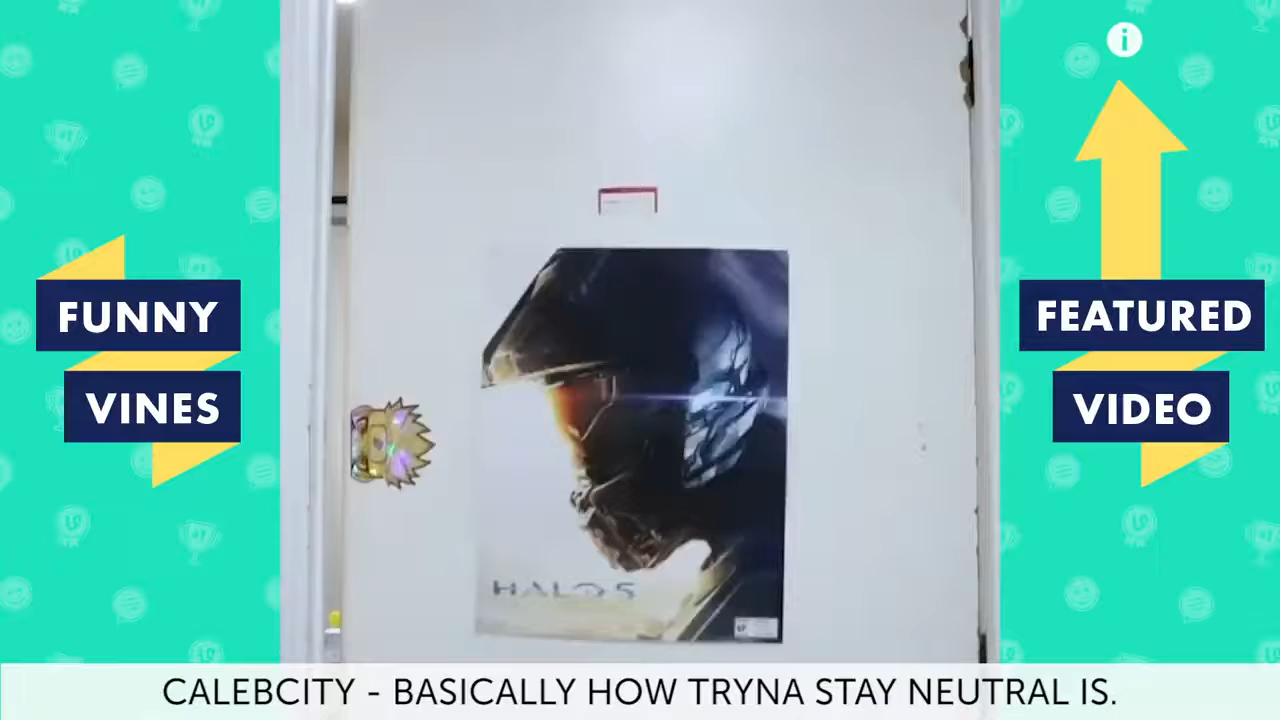 FUNNY
VINES
FEATURED
VIDEO
HALO 5
CALEBCITY - BASICALLY HOW TRYNA STAY NEUTRAL IS.